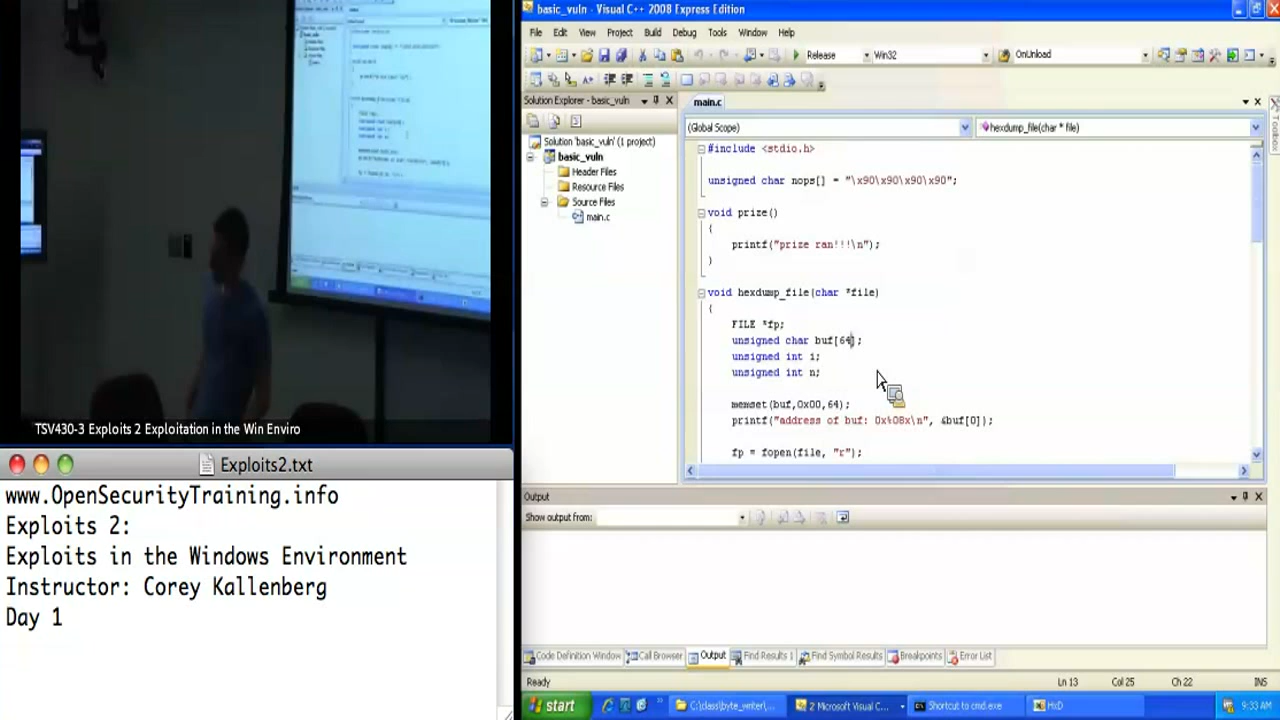 TSV430-3 Exploits 2 Exploitation in the Win Enviro
Exploits2.txt
www.OpenSecurityTraining.info
Exploits 2:
Exploits in the Windows Environment
Instructor: Corey Kallenberg
Day 1
basic_vuln - Visual C++ 2008 Express Edition
File Edit View Project Build Debug Tools Window Help
Release Win32 OnUnload
Solution Explorer - basic_vuln
Solution 'basic_vuln' (1 project)
basic_vuln
Header Files
Resource Files
Source Files
main.c
main.c
(Global Scope) hexdump_file(char * file)
#include <stdio.h>
unsigned char nops[] = "\x90\x90\x90\x90";
void prize()
{
printf("prize ran!!!\n");
}
void hexdump_file(char *file)
{
FILE *fp;
unsigned char buf[64];
unsigned int i;
unsigned int n;
memset(buf,0x00,64);
printf("address of buf: 0x%08x\n", &buf[0]);
fp = fopen(file, "r");
Toolbox
Output
Show output from:
Code Definition Window Call Browser Output Find Results 1 Find Symbol Results Breakpoints Error List
Ready Ln 13 Col 25 Ch 22 INS
start C:\class\byte_writer\... 2 Microsoft Visual C... Shortcut to cmd.exe HxD 9:33 AM